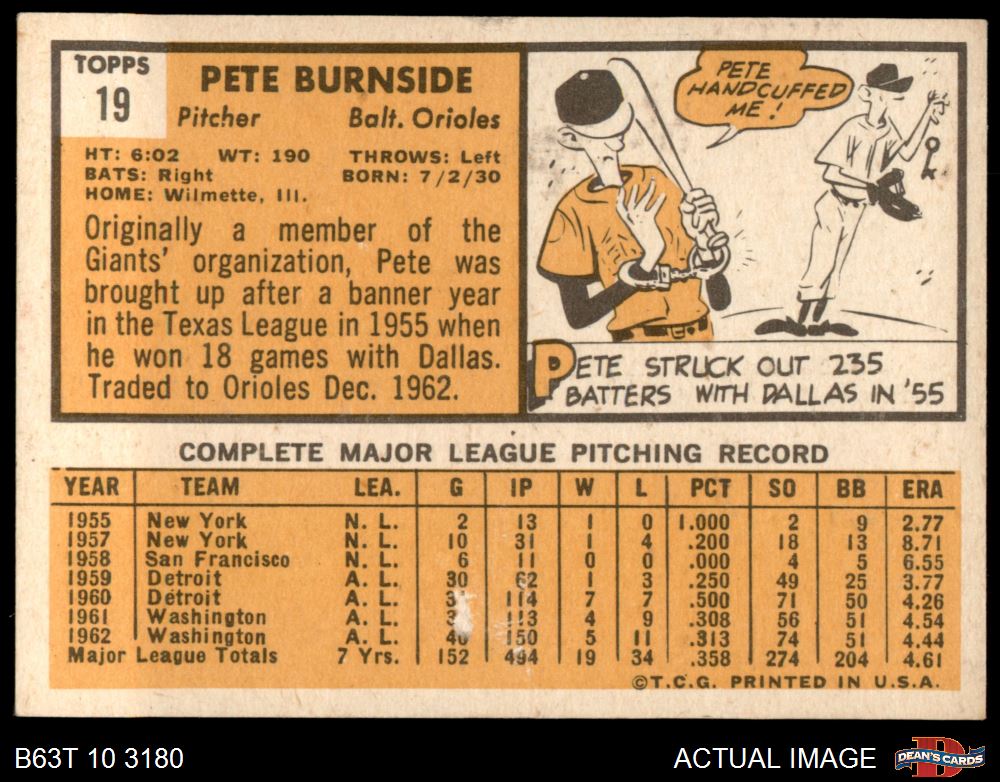 TOPPS
19
PETE BURNSIDE
Pitcher Balt. Orioles
HT: 6:02 WT: 190 THROWS: Left
BATS: Right BORN: 7/2/30
HOME: Wilmette, Ill.
Originally a member of the
Giants' organization, Pete was
brought up after a banner year
in the Texas League in 1955 when
he won 18 games with Dallas.
Traded to Orioles Dec. 1962.
PETE
HANDCUFFED
ME!
PETE STRUCK OUT 235
BATTERS WITH DALLAS IN '55
COMPLETE MAJOR LEAGUE PITCHING RECORD
YEAR TEAM LEA. G IP W L PCT SO BB ERA
1955 New York N. L. 2 13 1 0 1.000 2 9 2.77
1957 New York N. L. 10 31 1 4 .200 18 13 8.71
1958 San Francisco N. L. 6 11 0 0 .000 4 5 6.55
1959 Detroit A. L. 30 62 1 3 .250 49 25 3.77
1960 Detroit A. L. 114 7 7 .500 71 50 4.26
1961 Washington A. L. 113 4 9 .308 56 51 4.54
1962 Washington A. L. 40 150 5 11 .313 74 51 4.44
Major League Totals 7 Yrs. 152 494 19 34 .358 274 204 4.61
©T.C.G. PRINTED IN U.S.A.
B63T 10 3180 ACTUAL IMAGE
D
DEAN'S CARDS